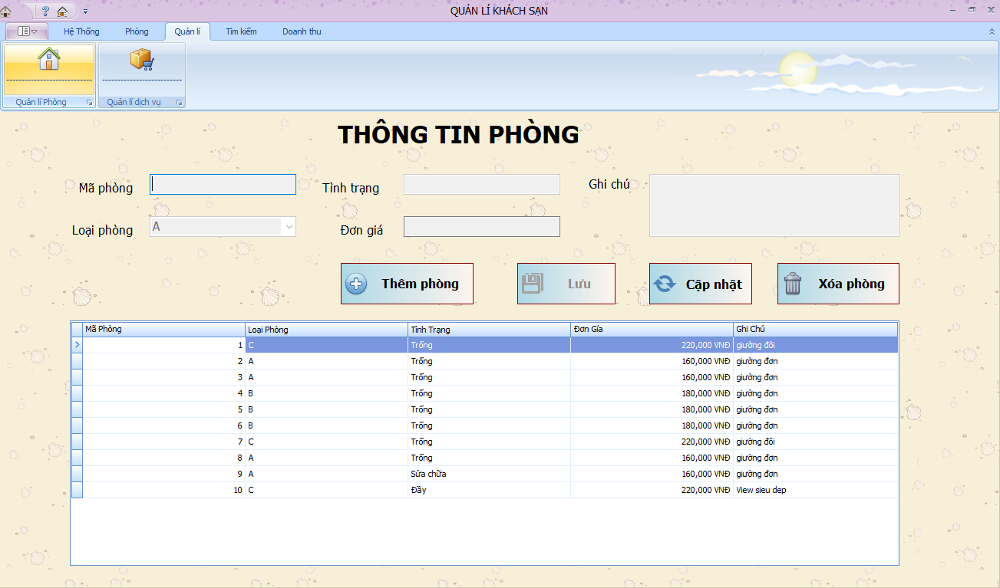 QUẢN LÍ KHÁCH SẠN
Hệ Thống Phòng Quản lí Tìm kiếm Doanh thu
Quản lí Phòng Quản lí dịch vụ
THÔNG TIN PHÒNG
Mã phòng Tình trạng Ghi chú
Loại phòng A Đơn giá
Thêm phòng Lưu Cập nhật Xóa phòng
Mã Phòng Loại Phòng Tình Trạng Đơn Gía Ghi Chú
1 C Trống 220,000 VNĐ giường đôi
2 A Trống 160,000 VNĐ giường đơn
3 A Trống 160,000 VNĐ giường đơn
4 B Trống 180,000 VNĐ giường đơn
5 B Trống 180,000 VNĐ giường đơn
6 B Trống 180,000 VNĐ giường đơn
7 C Trống 220,000 VNĐ giường đôi
8 A Trống 160,000 VNĐ giường đơn
9 A Sửa chữa 160,000 VNĐ giường đơn
10 C Đầy 220,000 VNĐ View sieu dep